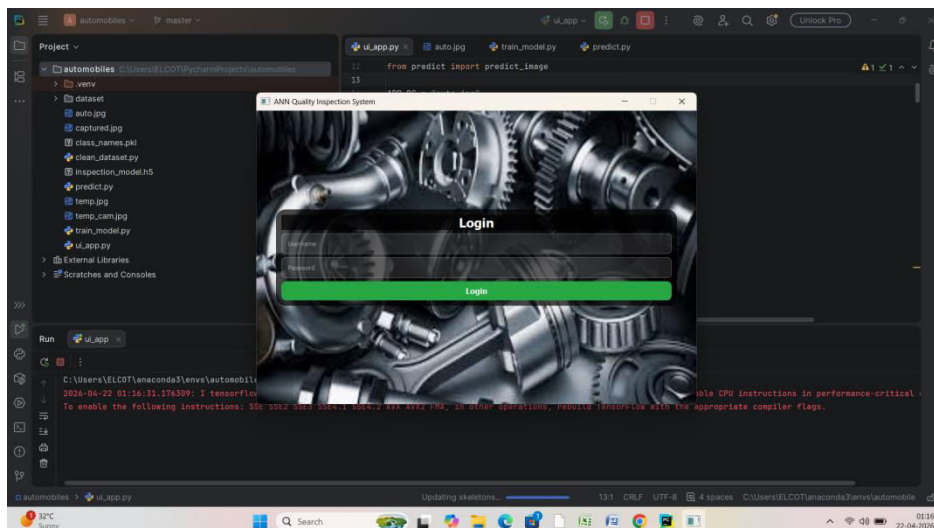 automobiles
master
ui_app
Unlock Pro
Project
ui_app.py
auto.jpg
train_model.py
predict.py
automobiles C:\Users\ELCOT\PycharmProjects\automobiles
.venv
dataset
auto.jpg
captured.jpg
class_names.pkl
clean_dataset.py
inspection_model.h5
predict.py
temp.jpg
temp_cam.jpg
train_model.py
ui_app.py
External Libraries
Scratches and Consoles
12 from predict import predict_image
13
1
1
ANN Quality Inspection System
Login
Username
Password
Login
Run ui_app
C:\Users\ELCOT\anaconda3\envs\automobile
2026-04-22 01:16:31.176309: I tensorflow
ble CPU instructions in performance-critical
To enable the following instructions: SSE SSE2 SSE3 SSE4.1 SSE4.2 AVX AVX2 FMA, in other operations, rebuild TensorFlow with the appropriate compiler flags.
automobiles > ui_app.py
Updating skeletons...
13:1 CRLF UTF-8 4 spaces C:\Users\ELCOT\anaconda3\envs\automobile
32°C
Sunny
Search
01:16
22-04-2026